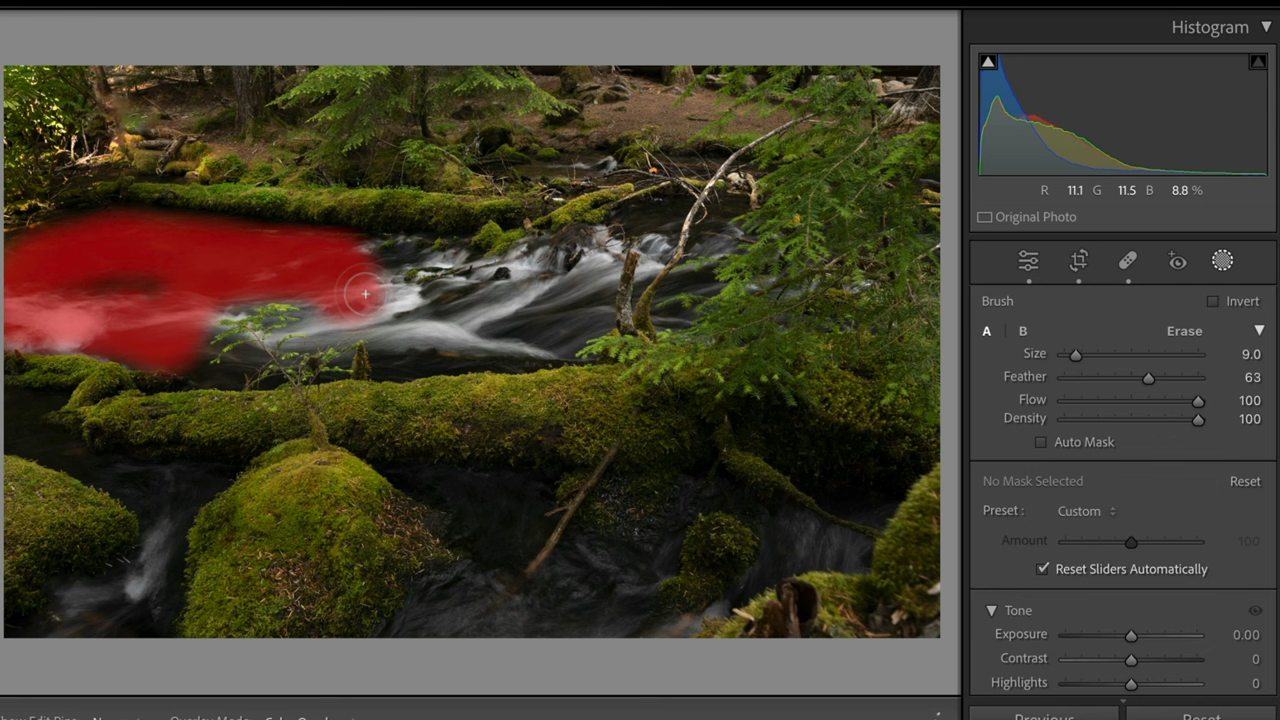 Histogram
R 11.1 G 11.5 B 8.8 %
Original Photo
Brush Invert
A B Erase
Size 9.0
Feather 63
Flow 100
Density 100
Auto Mask
No Mask Selected Reset
Preset : Custom
Amount 100
Reset Sliders Automatically
Tone
Exposure 0.00
Contrast 0
Highlights 0
Previous Reset